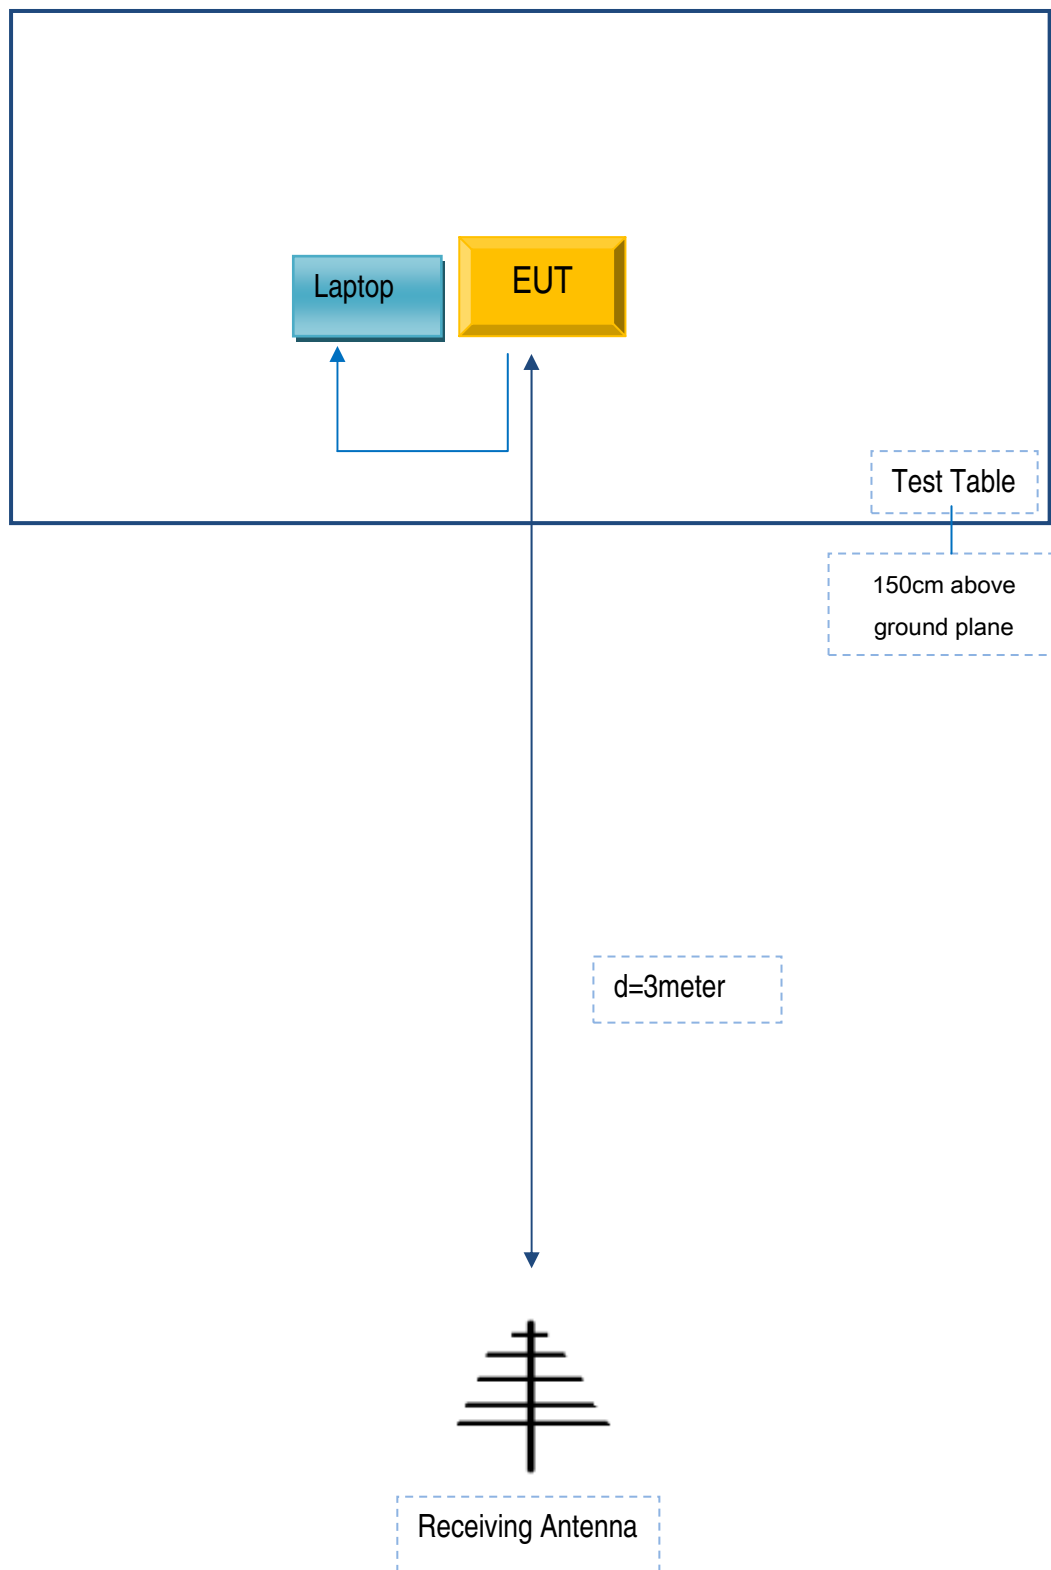 Laptop
EUT
Test Table
150cm above
ground plane
d=3meter
Receiving Antenna